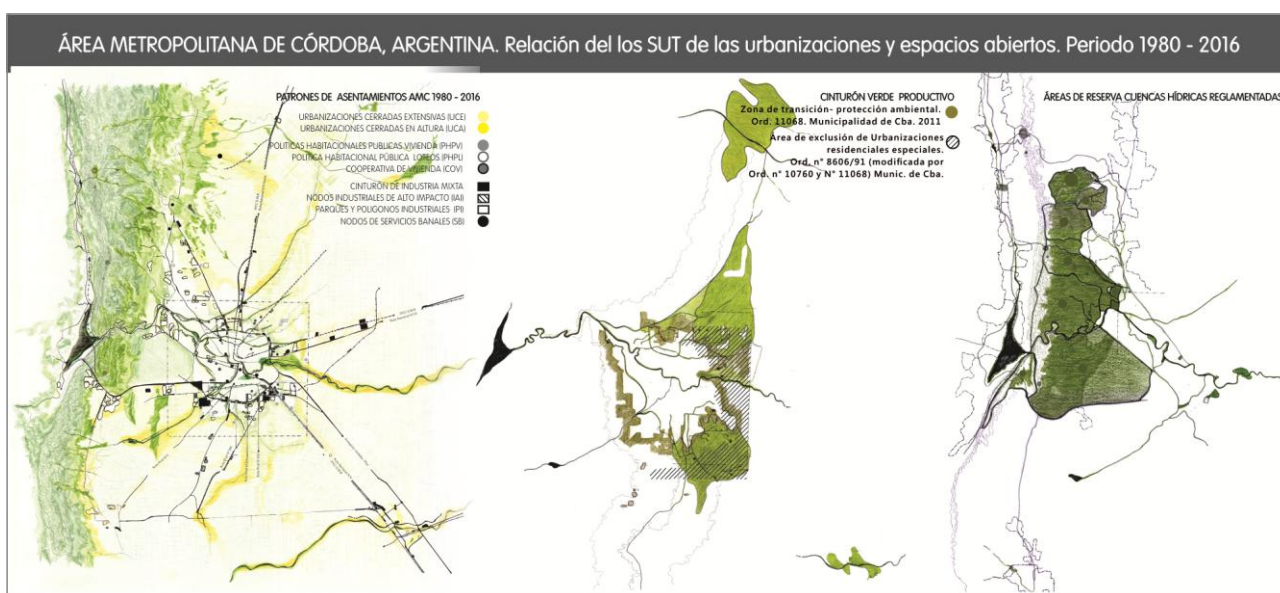 ÁREA METROPOLITANA DE CÓRDOBA, ARGENTINA. Relación del los SUT de las urbanizaciones y espacios abiertos. Periodo 1980 - 2016
PATRONES DE ASENTAMIENTOS AMC 1980 - 2016
URBANIZACIONES CERRADAS EXTENSIVAS (UCE)
URBANIZACIONES CERRADAS EN ALTURA (UCA)
POLITICAS HABITACIONALES PUBLICAS VIVIENDA (PHPV)
POLITICA HABITACIONAL PÚBLICA LOTEOS (PHPL)
COOPERATIVA DE VIVIENDA (COV)
CINTURÓN DE INDUSTRIA MIXTA
NODOS INDUSTRIALES DE ALTO IMPACTO (IAI)
PARQUES Y POLIGONOS INDUSTRIALES (PI)
NODOS DE SERVICIOS BANALES (SB)
CINTURÓN VERDE PRODUCTIVO
Zona de transición- protección ambiental.
Ord. 11068. Municipalidad de Cba. 2011
Área de exclusión de Urbanizaciones
residenciales especiales.
Ord. n° 8606/91 (modificada por
Ord. n° 10760 y N° 11068) Munic. de Cba.
ÁREAS DE RESERVA CUENCAS HÍDRICAS REGLAMENTADAS